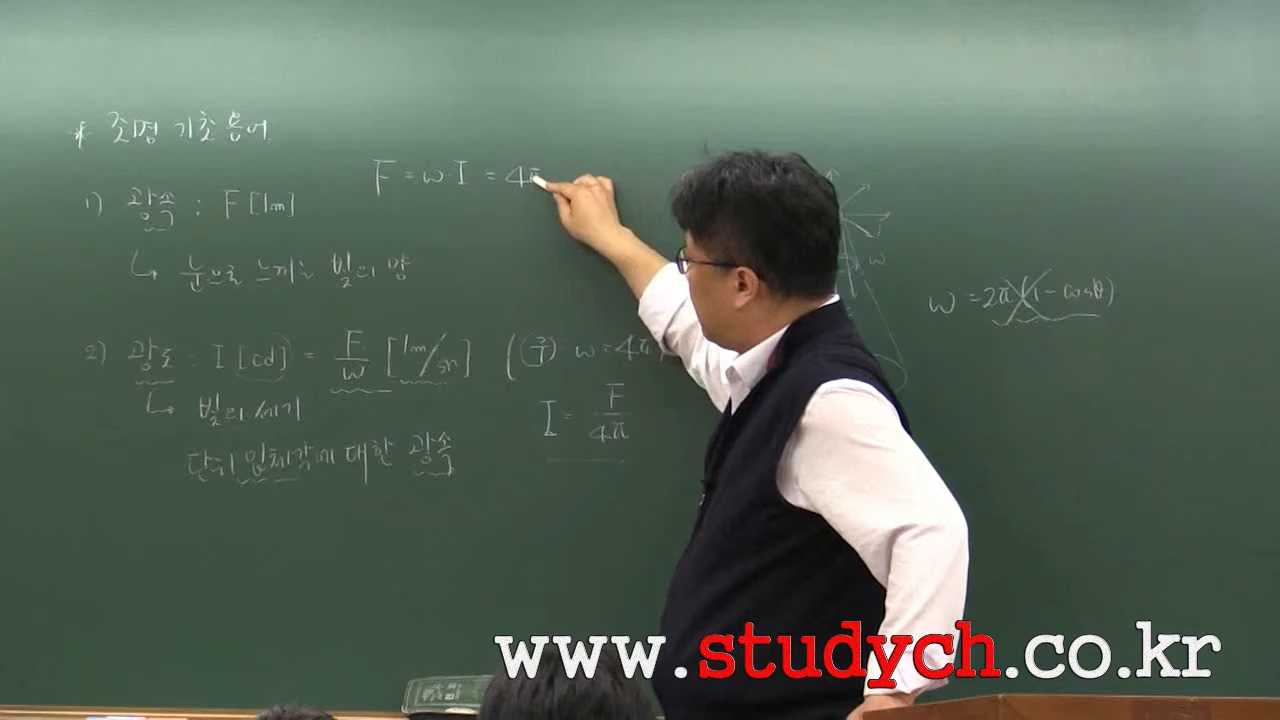 * 조명 기초용어
F = w·I = 4π
1) 광속 : F [lm]
↳ 눈으로 느끼는 빛의 양
w
w = 2π(1 - cosθ)
2) 광도 : I [cd] = F/w [lm/sr] (구 w = 4π
↳ 빛의 세기
I = F/4π
단위 입체각에 대한 광속
www.studych.co.kr